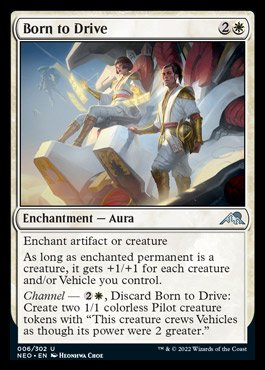 Born to Drive 2
Enchantment — Aura
Enchant artifact or creature
As long as enchanted permanent is a
creature, it gets +1/+1 for each creature
and/or Vehicle you control.
Channel — 2, Discard Born to Drive:
Create two 1/1 colorless Pilot creature
tokens with “This creature crews Vehicles
as though its power were 2 greater.”
006/302 U
NEO • EN HEONHWA CHOE
™ & © 2022 Wizards of the Coast